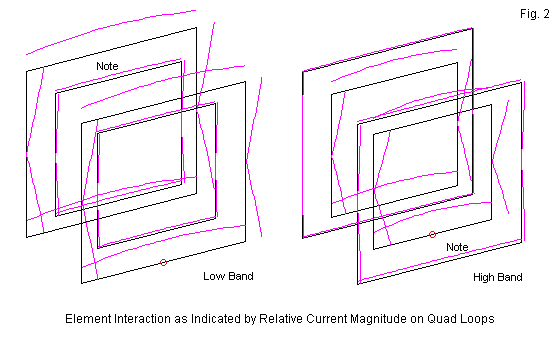 Fig. 2
Note
Low Band
Note
High Band
Element Interaction as Indicated by Relative Current Magnitude on Quad Loops